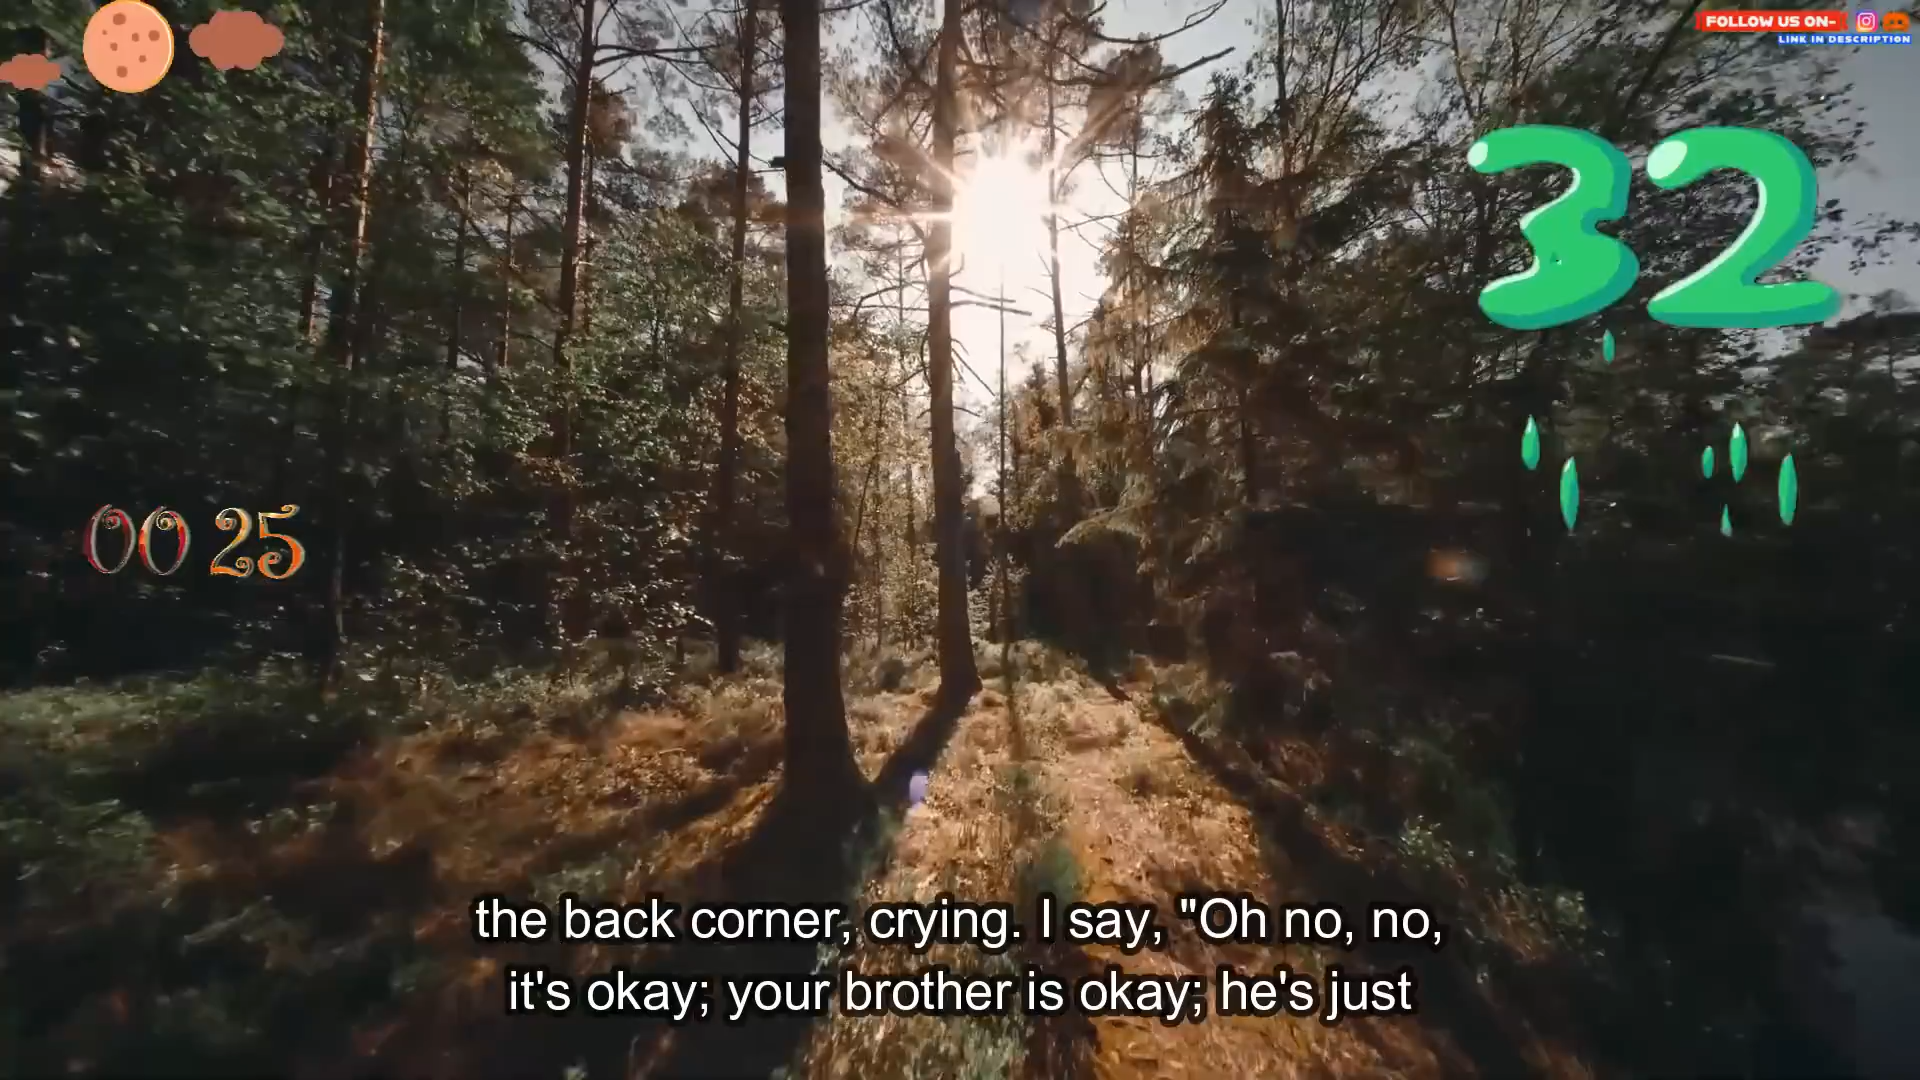 FOLLOW US ON-
LINK IN DESCRIPTION
32
00 25
the back corner, crying. I say, "Oh no, no,
it's okay; your brother is okay; he's just